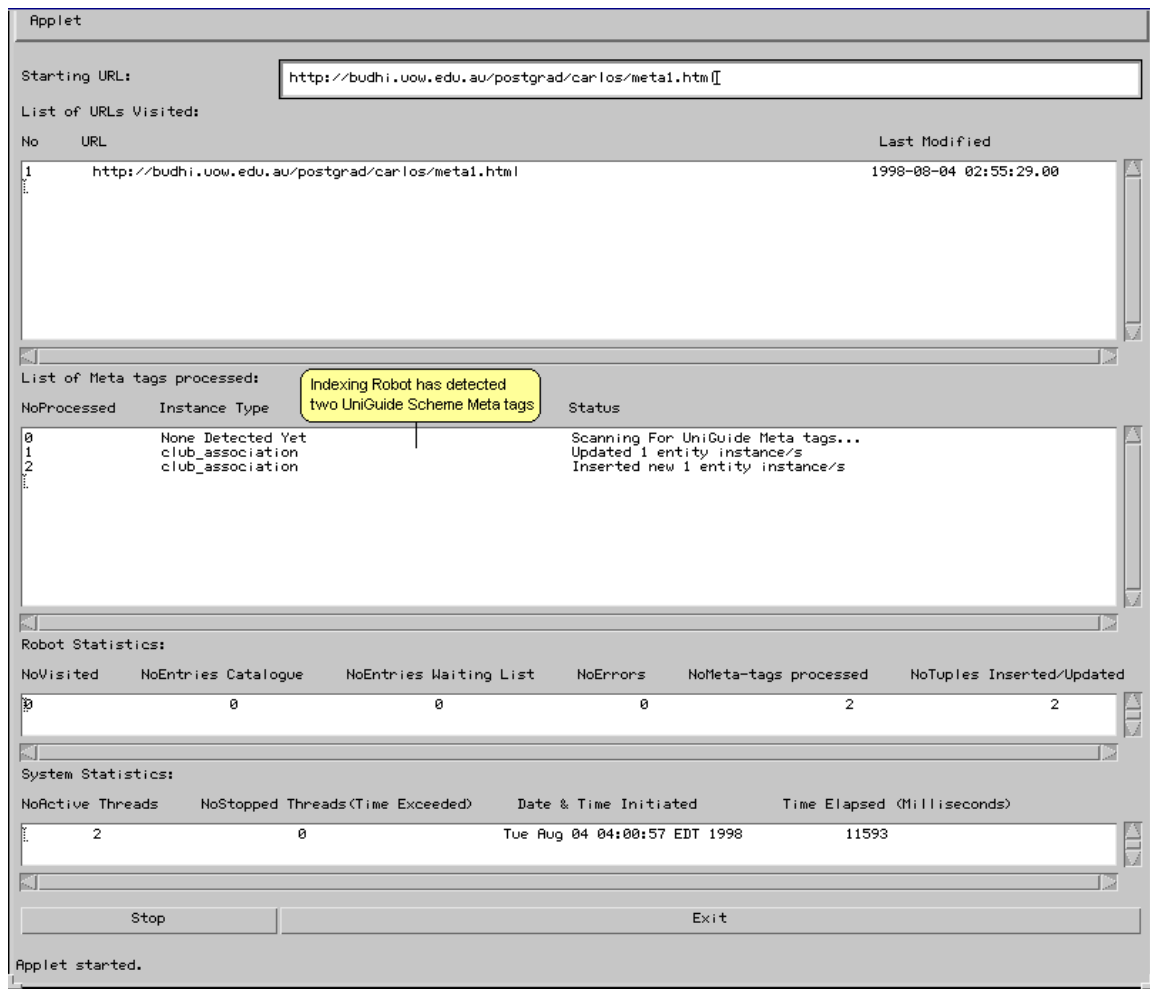 Applet
Starting URL: http://budhi.uow.edu.au/postgrad/carlos/meta1.html
List of URLs Visited:
No URL Last Modified
1 http://budhi.uow.edu.au/postgrad/carlos/meta1.html 1998-08-04 02:55:29.00
List of Meta tags processed:
Indexing Robot has detected
two UniGuide Scheme Meta tags
NoProcessed Instance Type Status
0 None Detected Yet Scanning For UniGuide Meta tags...
1 club_association Updated 1 entity instance/s
2 club_association Inserted new 1 entity instance/s
Robot Statistics:
NoVisited NoEntries Catalogue NoEntries Waiting List NoErrors NoMeta-tags processed NoTuples Inserted/Updated
0 0 0 0 2 2
System Statistics:
NoActive Threads NoStopped Threads(Time Exceeded) Date & Time Initiated Time Elapsed (Milliseconds)
2 0 Tue Aug 04 04:00:57 EDT 1998 11593
Stop Exit
Applet started.